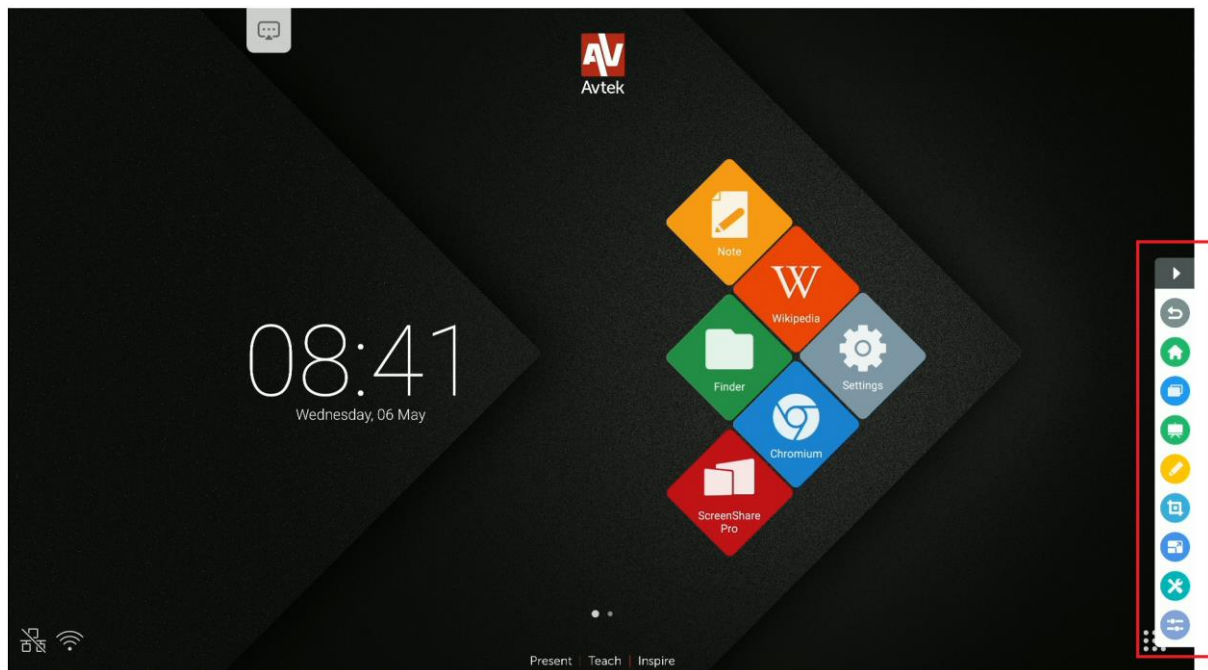 AV
Avtek
Note
W
Wikipedia
Finder
Settings
08:41
Wednesday, 06 May
Chromium
ScreenShare
Pro
Present | Teach | Inspire